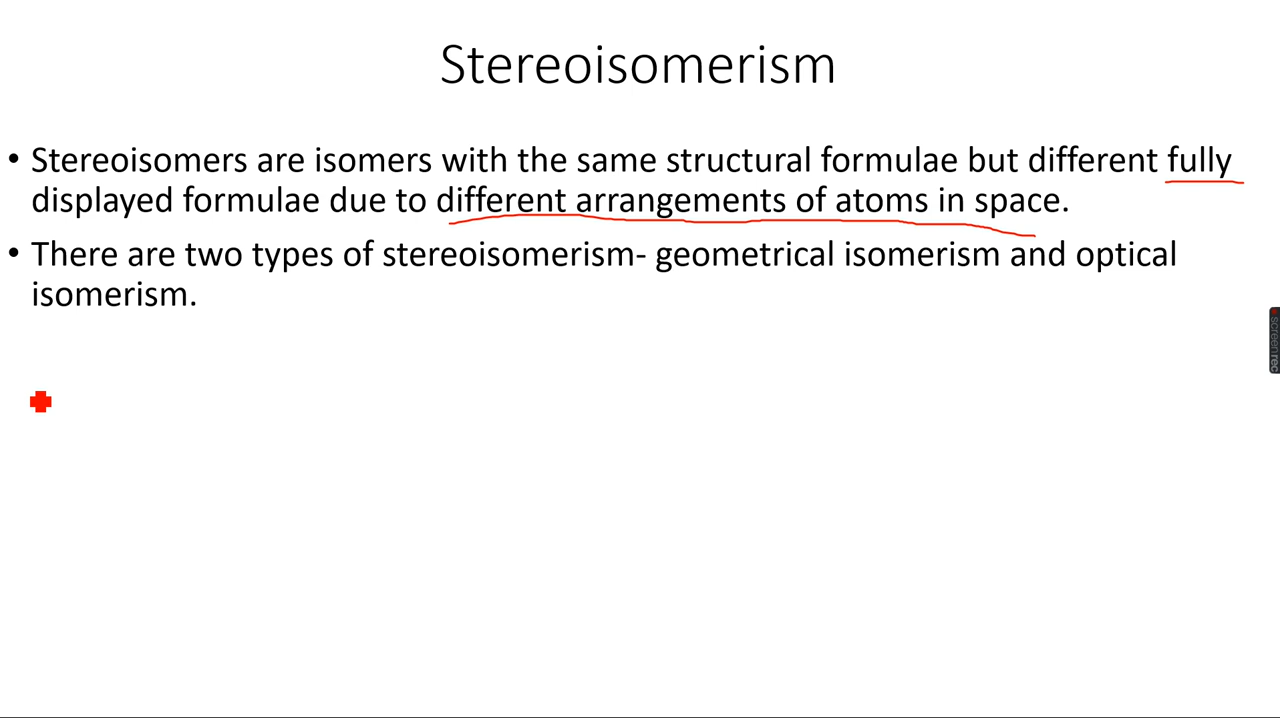 Stereoisomerism
• Stereoisomers are isomers with the same structural formulae but different fully
displayed formulae due to different arrangements of atoms in space.
• There are two types of stereoisomerism- geometrical isomerism and optical
isomerism.
screenrec